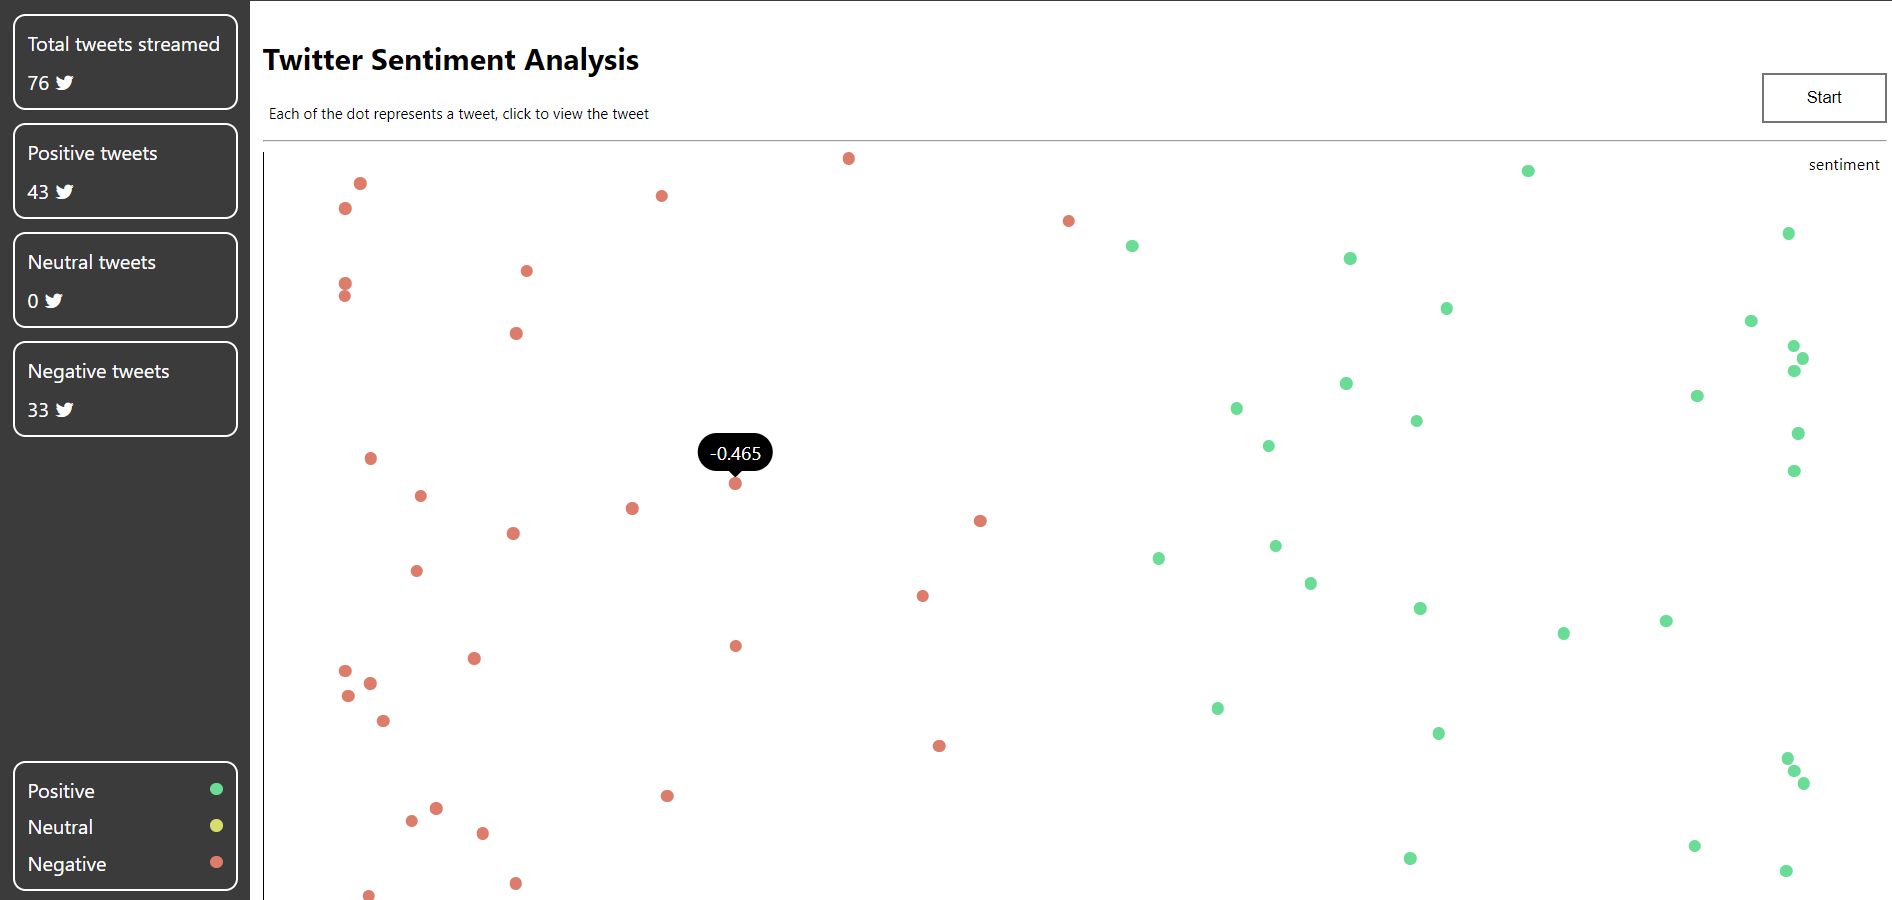 Total tweets streamed
76
Positive tweets
43
Neutral tweets
0
Negative tweets
33
Positive
Neutral
Negative
Twitter Sentiment Analysis
Each of the dot represents a tweet, click to view the tweet
Start
sentiment
-0.465